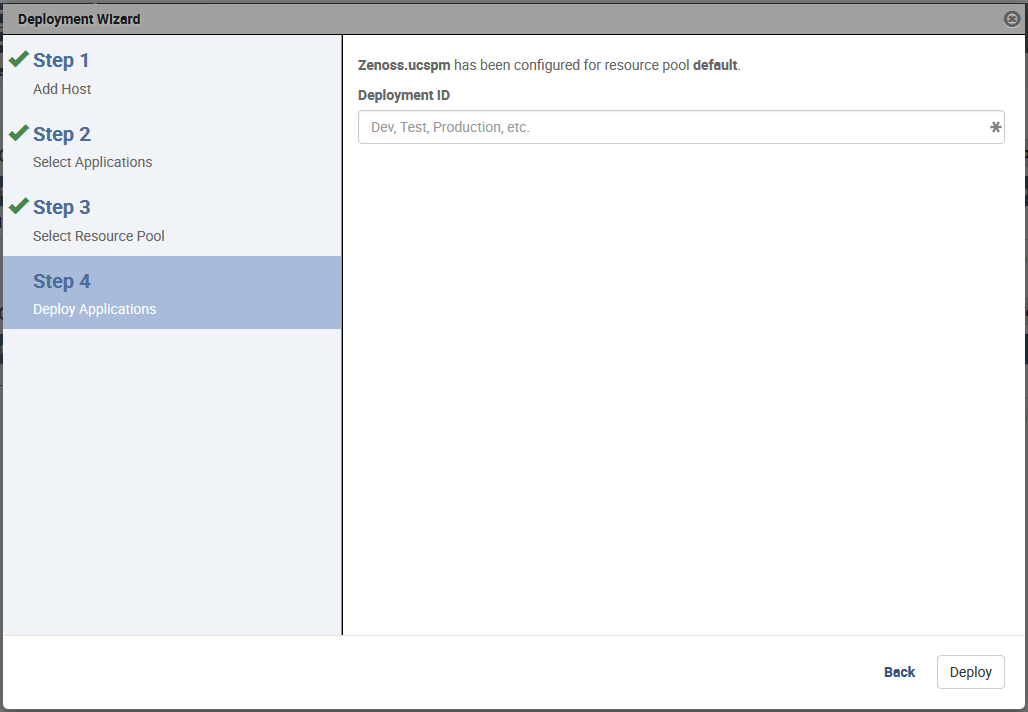 Deployment Wizard
Step 1
Add Host
Step 2
Select Applications
Step 3
Select Resource Pool
Step 4
Deploy Applications
Zenoss.ucspm has been configured for resource pool default.
Deployment ID
Dev, Test, Production, etc.
Back
Deploy